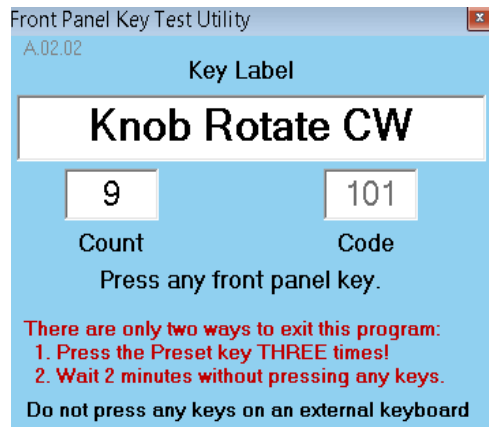 Front Panel Key Test Utility
A.02.02
Key Label
Knob Rotate CW
9 101
Count Code
Press any front panel key.
There are only two ways to exit this program:
1. Press the Preset key THREE times!
2. Wait 2 minutes without pressing any keys.
Do not press any keys on an external keyboard